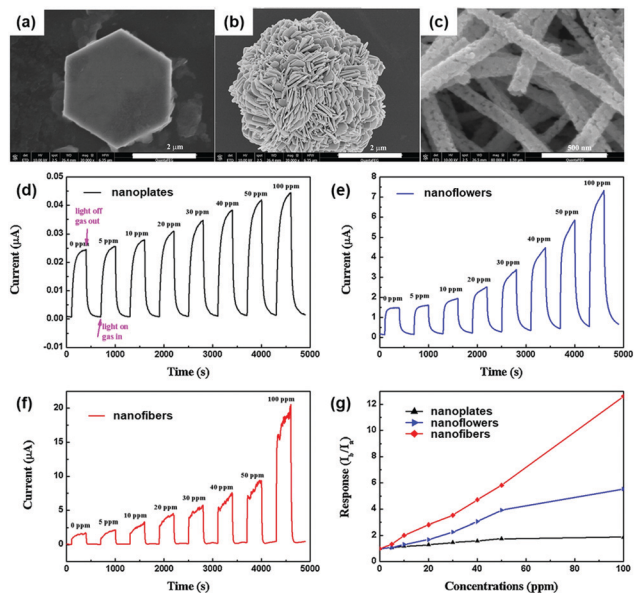 (a)
2 μm
(b)
2 μm
(c)
500 nm
(d)
nanoplates
light off
gas out
light on
gas in
0 ppm
5 ppm
10 ppm
20 ppm
30 ppm
40 ppm
50 ppm
100 ppm
0.05
0.04
0.03
0.02
0.01
0.00
-0.01
Current (μA)
0 1000 2000 3000 4000 5000
Time (s)
(e)
nanoflowers
0 ppm
5 ppm
10 ppm
20 ppm
30 ppm
40 ppm
50 ppm
100 ppm
8
7
6
5
4
3
2
1
0
Current (μA)
0 1000 2000 3000 4000 5000
Time (s)
(f)
nanofibers
0 ppm
5 ppm
10 ppm
20 ppm
30 ppm
40 ppm
50 ppm
100 ppm
20
15
10
5
0
Current (μA)
0 1000 2000 3000 4000 5000
Time (s)
(g)
nanoplates
nanoflowers
nanofibers
12
10
8
6
4
2
0
Response (Ih/Ia)
0 20 40 60 80 100
Concentrations (ppm)